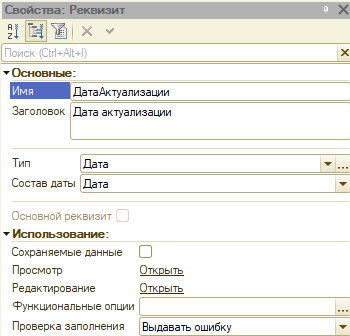 Свойства: Реквизит
Поиск (Ctrl+Alt+I)
Основные:
Имя ДатаАктуализации
Заголовок Дата актуализации
Тип Дата
Состав даты Дата
Основной реквизит
Использование:
Сохраняемые данные
Просмотр Открыть
Редактирование Открыть
Функциональные опции
Проверка заполнения Выдавать ошибку